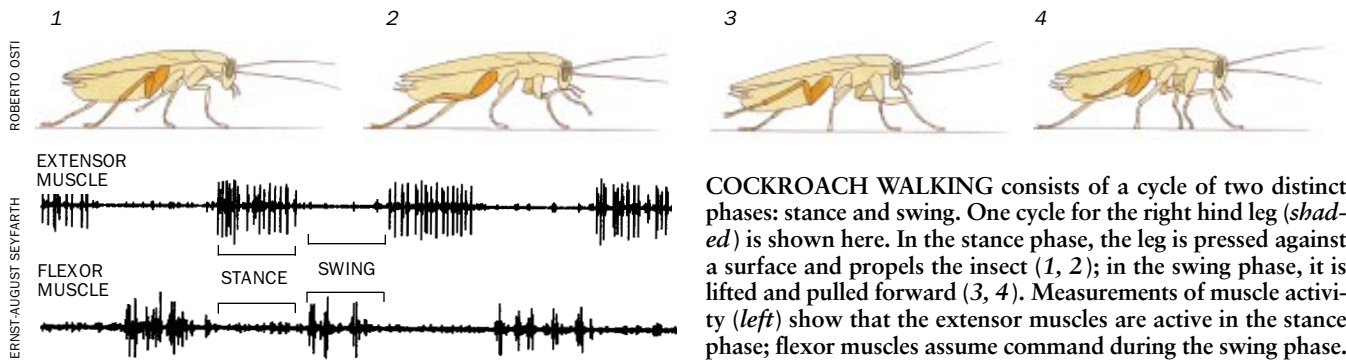 1
2
3
4
ROBERTO OSTI
EXTENSOR
MUSCLE
STANCE
SWING
FLEXOR
MUSCLE
ERNST-AUGUST SEYFARTH
COCKROACH WALKING consists of a cycle of two distinct
phases: stance and swing. One cycle for the right hind leg (shad-
ed) is shown here. In the stance phase, the leg is pressed against
a surface and propels the insect (1, 2); in the swing phase, it is
lifted and pulled forward (3, 4). Measurements of muscle activi-
ty (left) show that the extensor muscles are active in the stance
phase; flexor muscles assume command during the swing phase.